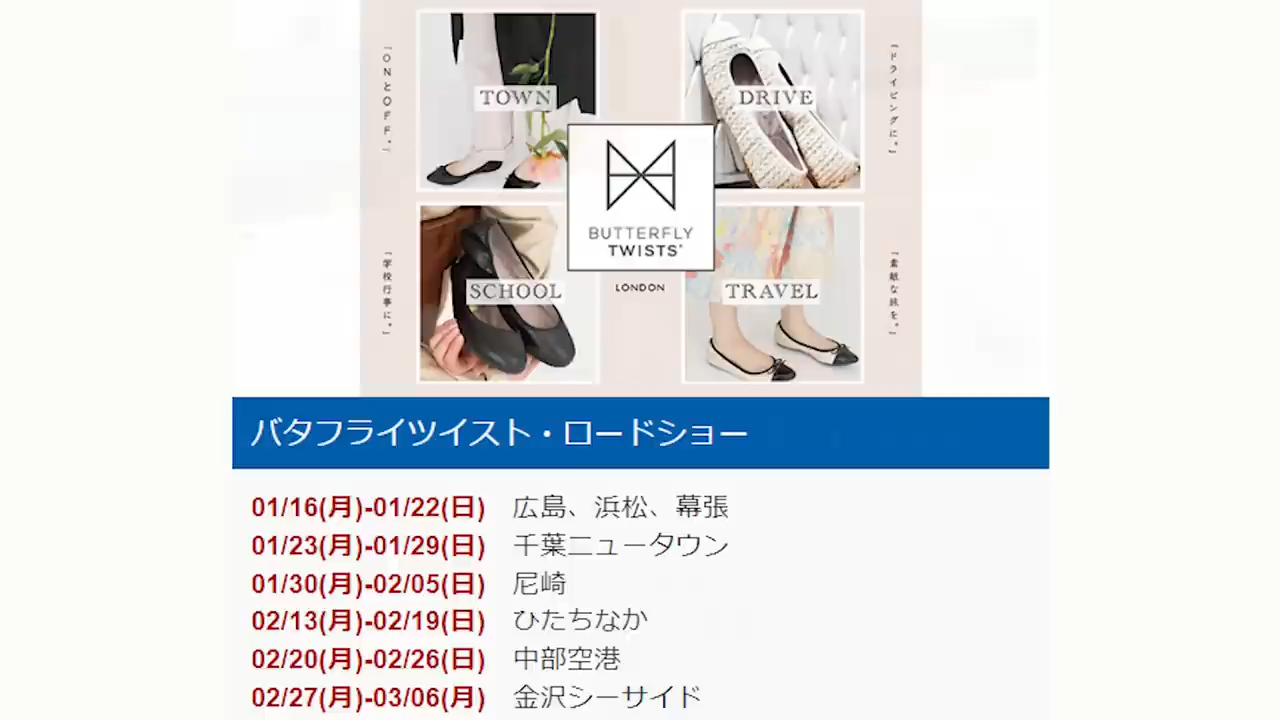 「ONとOFF。」
TOWN
DRIVE
「ドライビングに。」
BUTTERFLY
TWISTS®
LONDON
「学校行事に。」
SCHOOL
TRAVEL
「素敵な旅を。」
バタフライツイスト・ロードショー
01/16(月)-01/22(日) 広島、浜松、幕張
01/23(月)-01/29(日) 千葉ニュータウン
01/30(月)-02/05(日) 尼崎
02/13(月)-02/19(日) ひたちなか
02/20(月)-02/26(日) 中部空港
02/27(月)-03/06(月) 金沢シーサイド